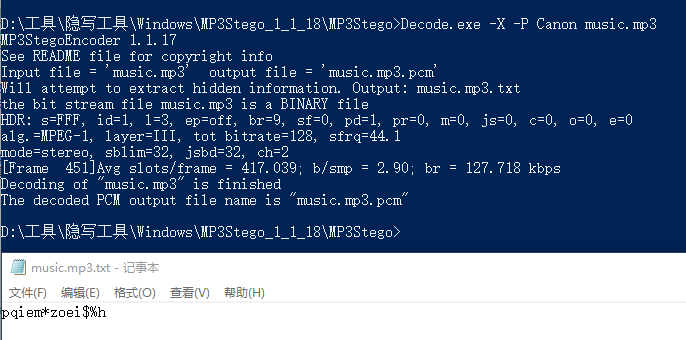 D:\工具\隐写工具\Windows\MP3Stego_1_1_18\MP3Stego>Decode.exe -X -P Canon music.mp3
MP3StegoEncoder 1.1.17
See README file for copyright info
Input file = 'music.mp3'  output file = 'music.mp3.pcm'
Will attempt to extract hidden information. Output: music.mp3.txt
the bit stream file music.mp3 is a BINARY file
HDR: s=FFF, id=1, l=3, ep=off, br=9, sf=0, pd=1, pr=0, m=0, js=0, c=0, o=0, e=0
alg.=MPEG-1, layer=III, tot bitrate=128, sfrq=44.1
mode=stereo, sblim=32, jsbd=32, ch=2
[Frame  451]Avg slots/frame = 417.039; b/smp = 2.90; br = 127.718 kbps
Decoding of "music.mp3" is finished
The decoded PCM output file name is "music.mp3.pcm"
D:\工具\隐写工具\Windows\MP3Stego_1_1_18\MP3Stego>
music.mp3.txt - 记事本
文件(F) 编辑(E) 格式(O) 查看(V) 帮助(H)
pqiem*zoei$%h